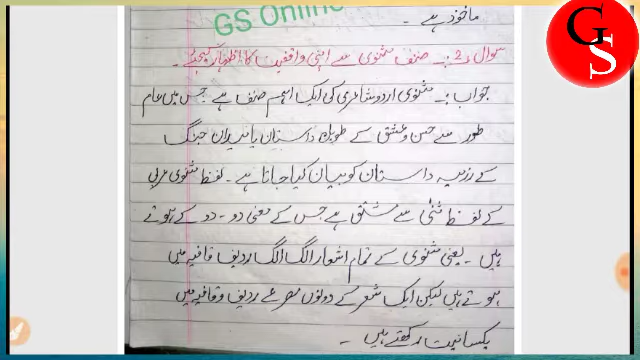 GS Online
GS
ماخوذ ہے ۔
سوال 2:۔ صنف مثنوی سے اپنی واقفیت کا اظہار کیجئے۔
جواب:۔ مثنوی اردو شاعری کی ایک اہم صنف ہے جس میں عام
طور سے حسن و عشق کے طویل داستان یا میدان جنگ
کے رزمیہ داستان کو بیان کیا جاتا ہے۔ لفظ مثنوی عربی
کے لفظ مثنیٰ سے مشتق ہے جس کے معنی دو۔دو کے ہوتے
ہیں ۔ یعنی مثنوی کے تمام اشعار الگ الگ ردیف قافیہ میں
ہوتے ہیں لیکن ایک شعر کے دونوں مصرعے ردیف و قافیہ میں
یکسانیت رکھتے ہیں ۔